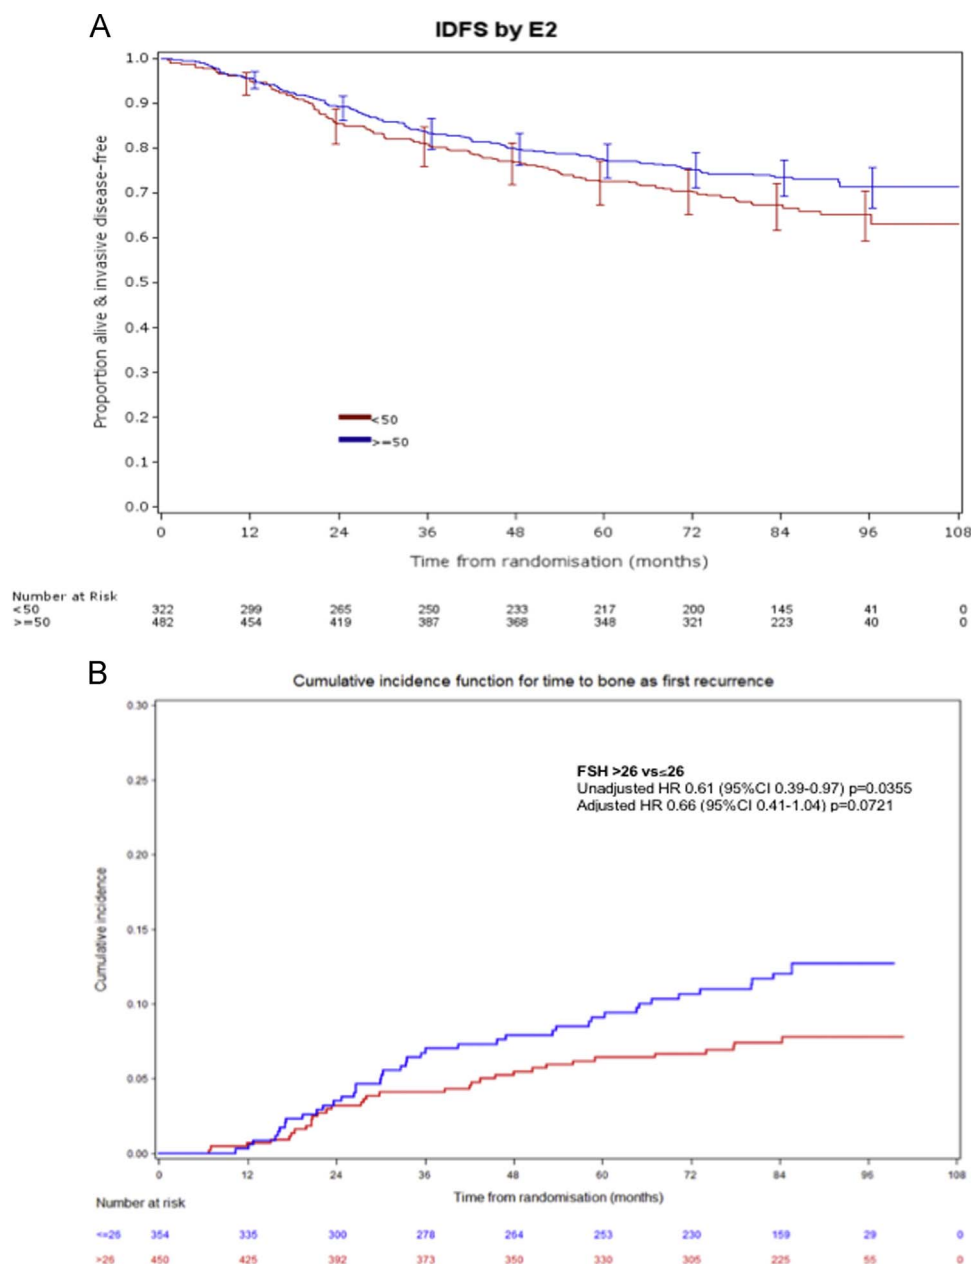 A
IDFS by E2
Proportion alive & invasive disease-free
1.0
0.9
0.8
0.7
0.6
0.5
0.4
0.3
0.2
0.1
0.0
<50
>=50
0 12 24 36 48 60 72 84 96 108
Time from randomisation (months)
Number at Risk
<50 322 299 265 250 233 217 200 145 41 0
>=50 482 454 419 387 368 348 321 223 40 0
B
Cumulative incidence function for time to bone as first recurrence
Cumulative incidence
0.30
0.25
0.20
0.15
0.10
0.05
0.00
FSH >26 vs≤26
Unadjusted HR 0.61 (95%CI 0.39-0.97) p=0.0355
Adjusted HR 0.66 (95%CI 0.41-1.04) p=0.0721
0 12 24 36 48 60 72 84 96 108
Time from randomisation (months)
Number at risk
<=26 354 335 300 278 264 253 230 159 29 0
>26 450 425 392 373 350 330 305 225 55 0